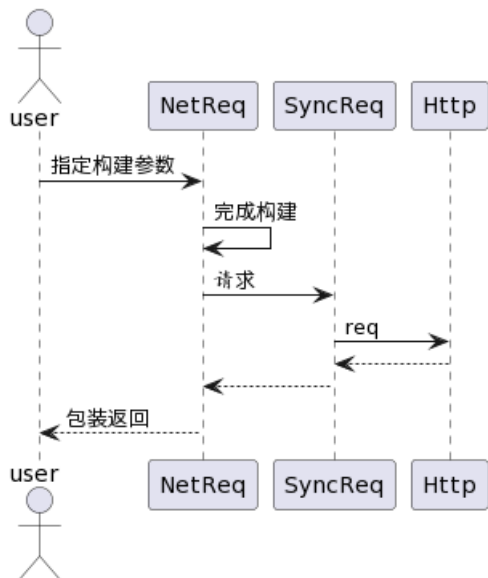 user
NetReq
SyncReq
Http
指定构建参数
完成构建
请求
req
包装返回
user
NetReq
SyncReq
Http